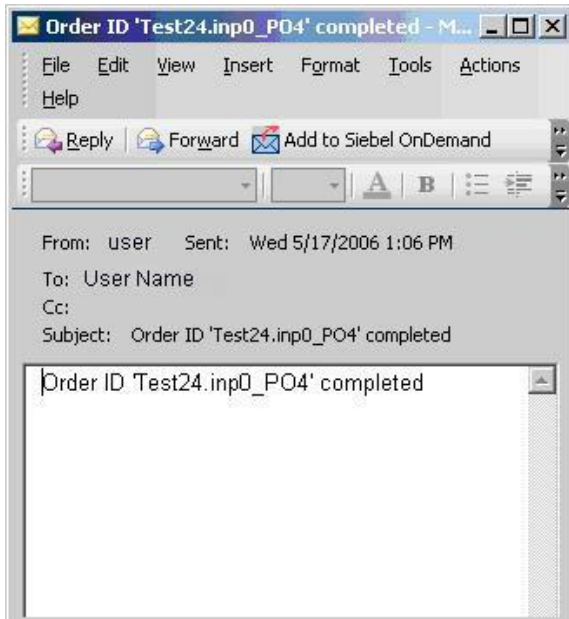 Order ID 'Test24.inp0_PO4' completed - M...
File Edit View Insert Format Tools Actions
Help
Reply Forward Add to Siebel OnDemand
A B
From: user Sent: Wed 5/17/2006 1:06 PM
To: User Name
Cc:
Subject: Order ID 'Test24.inp0_PO4' completed
Order ID 'Test24.inp0_PO4' completed